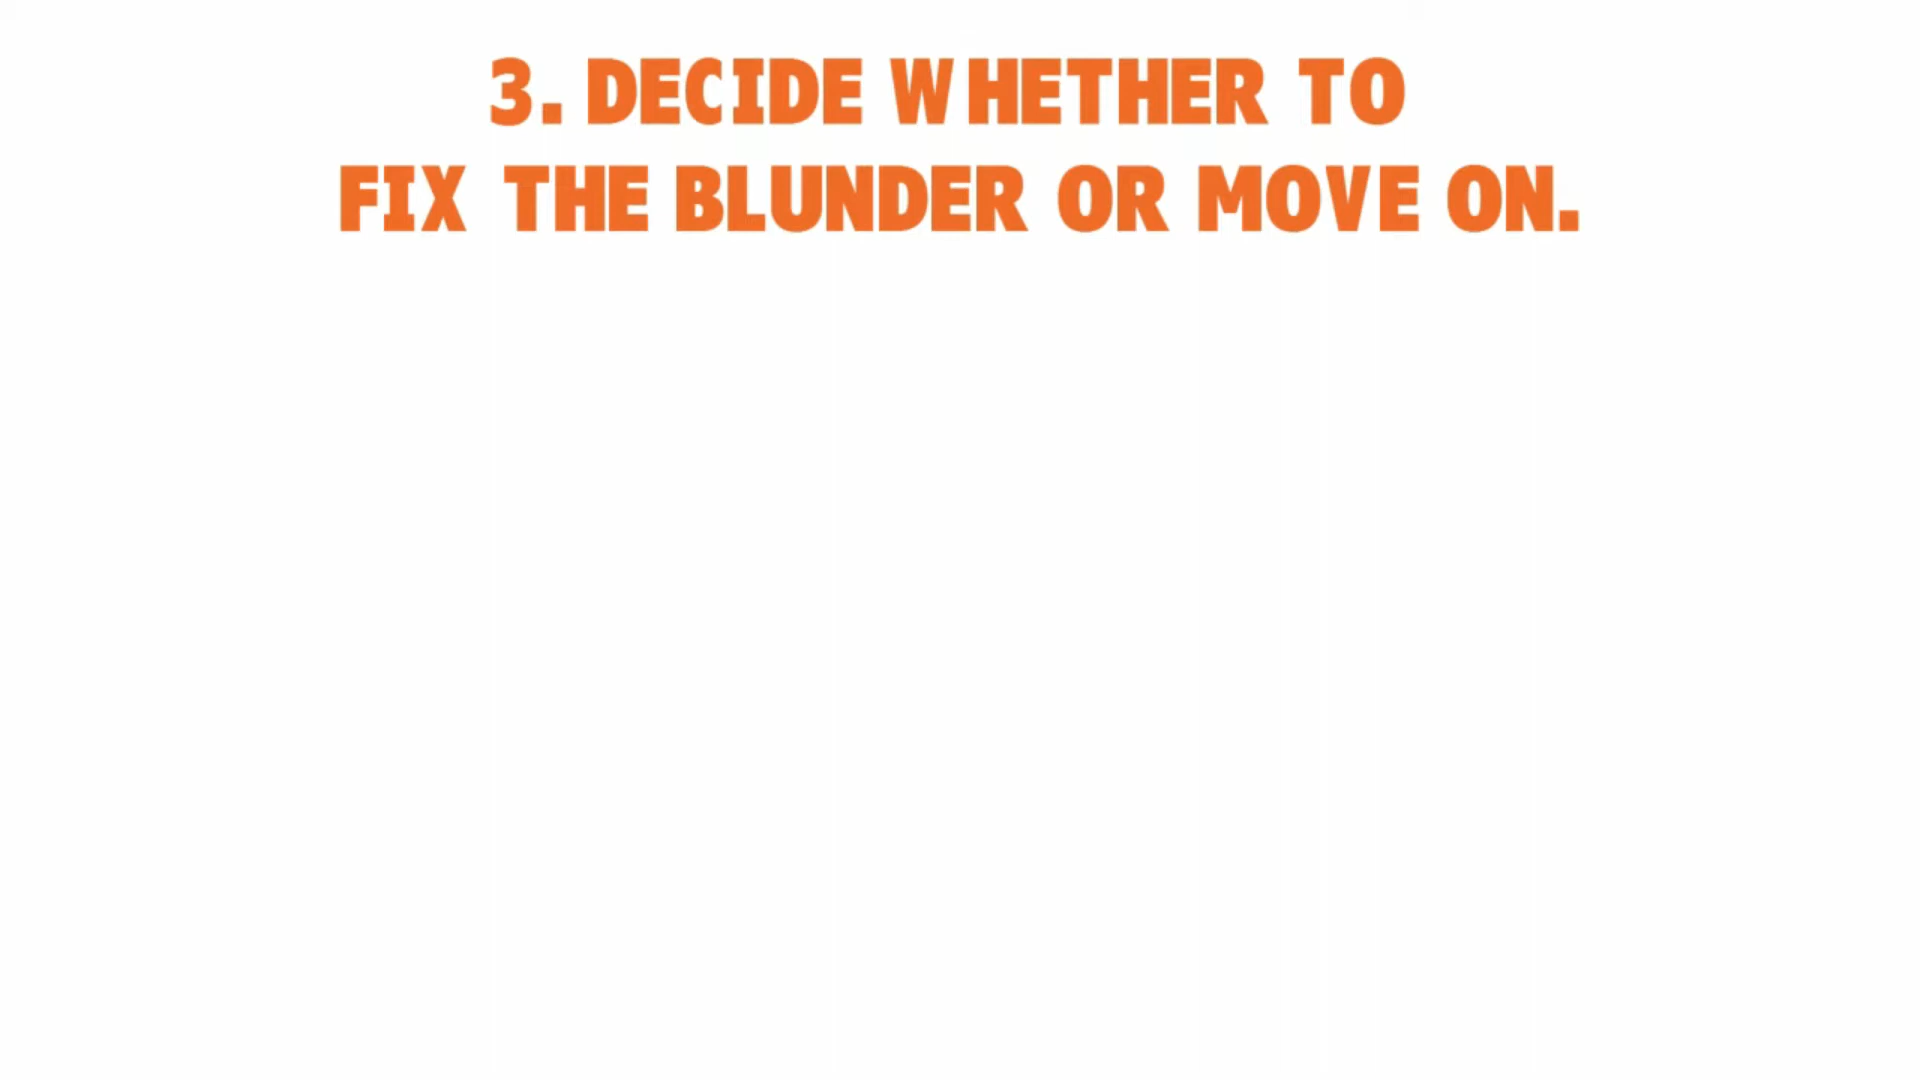 3. DECIDE WHETHER TO
FIX THE BLUNDER OR MOVE ON.